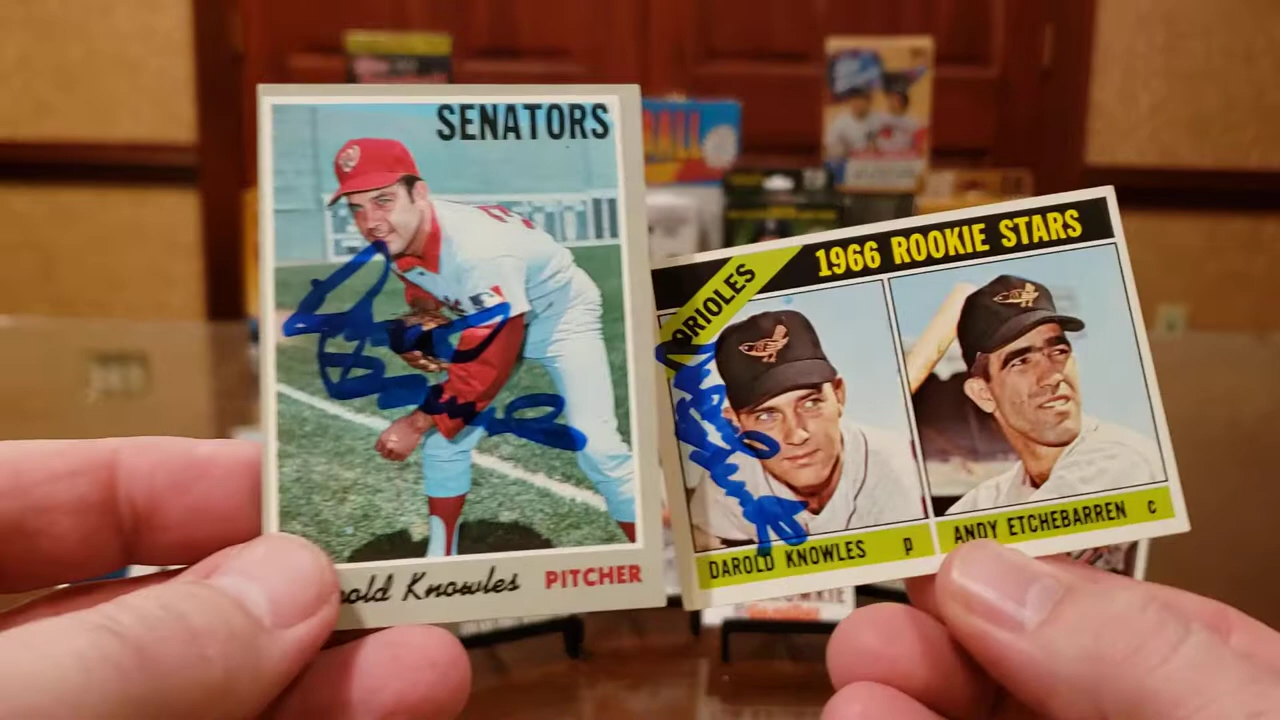 SENATORS
old Knowles PITCHER
ORIOLES
1966 ROOKIE STARS
DAROLD KNOWLES p
ANDY ETCHEBARREN c